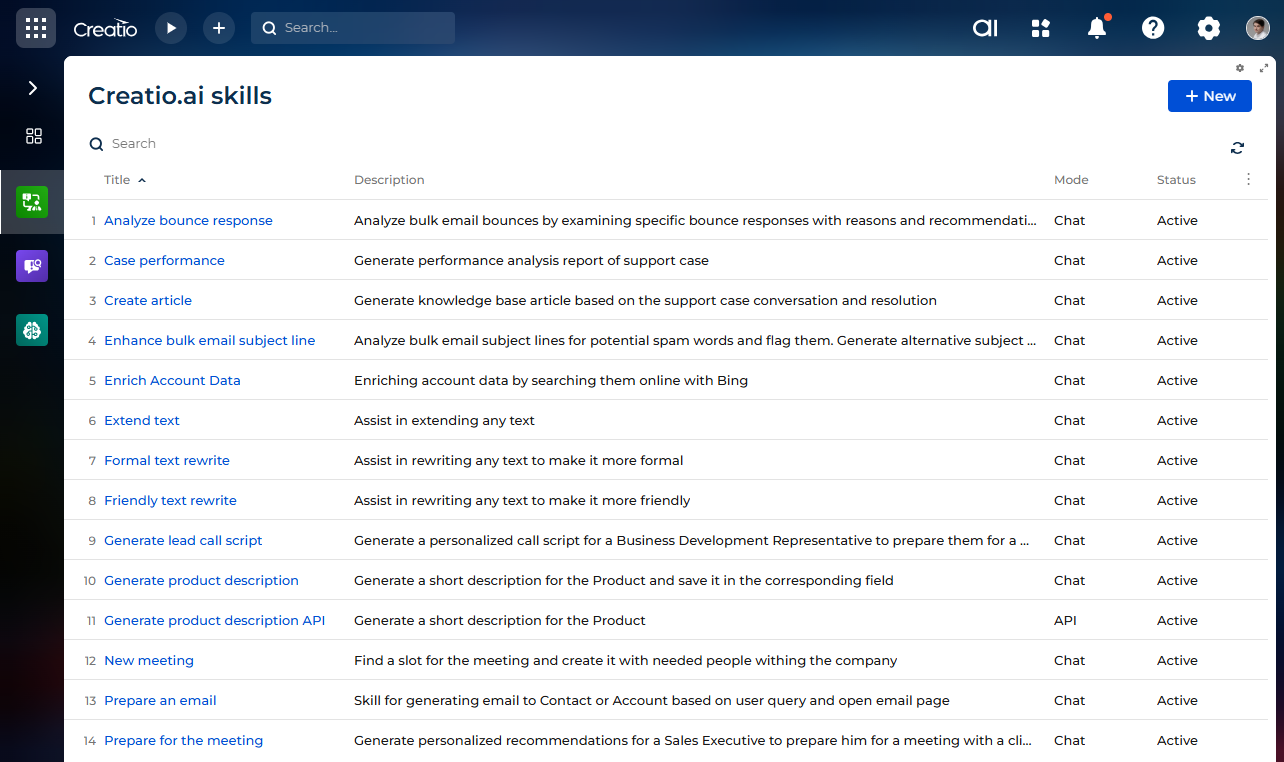 Creatio
Search...
aı
Creatio.ai skills
+ New
Search
Title Description Mode Status
1 Analyze bounce response Analyze bulk email bounces by examining specific bounce responses with reasons and recommendati... Chat Active
2 Case performance Generate performance analysis report of support case Chat Active
3 Create article Generate knowledge base article based on the support case conversation and resolution Chat Active
4 Enhance bulk email subject line Analyze bulk email subject lines for potential spam words and flag them. Generate alternative subject ... Chat Active
5 Enrich Account Data Enriching account data by searching them online with Bing Chat Active
6 Extend text Assist in extending any text Chat Active
7 Formal text rewrite Assist in rewriting any text to make it more formal Chat Active
8 Friendly text rewrite Assist in rewriting any text to make it more friendly Chat Active
9 Generate lead call script Generate a personalized call script for a Business Development Representative to prepare them for a ... Chat Active
10 Generate product description Generate a short description for the Product and save it in the corresponding field Chat Active
11 Generate product description API Generate a short description for the Product API Active
12 New meeting Find a slot for the meeting and create it with needed people withing the company Chat Active
13 Prepare an email Skill for generating email to Contact or Account based on user query and open email page Chat Active
14 Prepare for the meeting Generate personalized recommendations for a Sales Executive to prepare him for a meeting with a cli... Chat Active